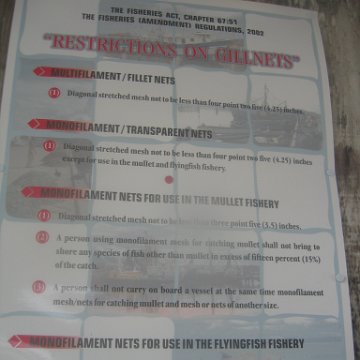 THE FISHERIES ACT, CHAPTER 67:51
THE FISHERIES (AMENDMENT) REGULATIONS, 2002
"RESTRICTIONS ON GILLNETS"
MULTIFILAMENT / FILLET NETS
(1) Diagonal stretched mesh not to be less than four point two five (4.25) inches.
MONOFILAMENT / TRANSPARENT NETS
(1) Diagonal stretched mesh not to be less than four point two five (4.25) inches
except for use in the mullet and flyingfish fishery
MONOFILAMENT NETS FOR USE IN THE MULLET FISHERY
(1) Diagonal stretched mesh not to be less than three point five (3.5) inches.
(2) A person using monofilament mesh for catching mullet shall not bring to
shore any species of fish other than mullet in excess of fifteen percent (15%)
of the catch.
(3) A person shall not carry on board a vessel at the same time monofilament
mesh/nets for catching mullet and mesh or nets of another size.
MONOFILAMENT NETS FOR USE IN THE FLYINGFISH FISHERY